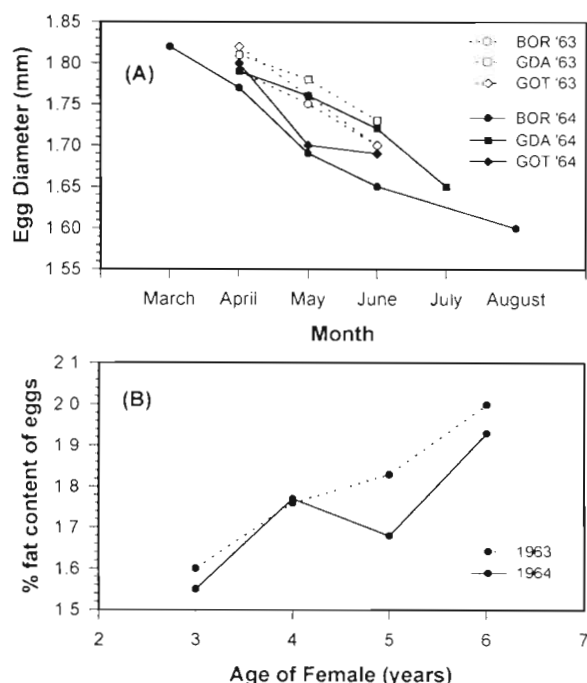 1.85
1.80
1.75
1.70
1.65
1.60
1 55
Egg Diameter (mm)
(A)
BOR '63
GDA '63
GOT '63
BOR '64
GDA '64
GOT '64
March April May June July August
Month
2 1
2 0
1 9
1 8
1 7
1 6
1 5
% fat content of eggs
(B)
1963
1964
2 3 4 5 6 7
Age of Female (years)